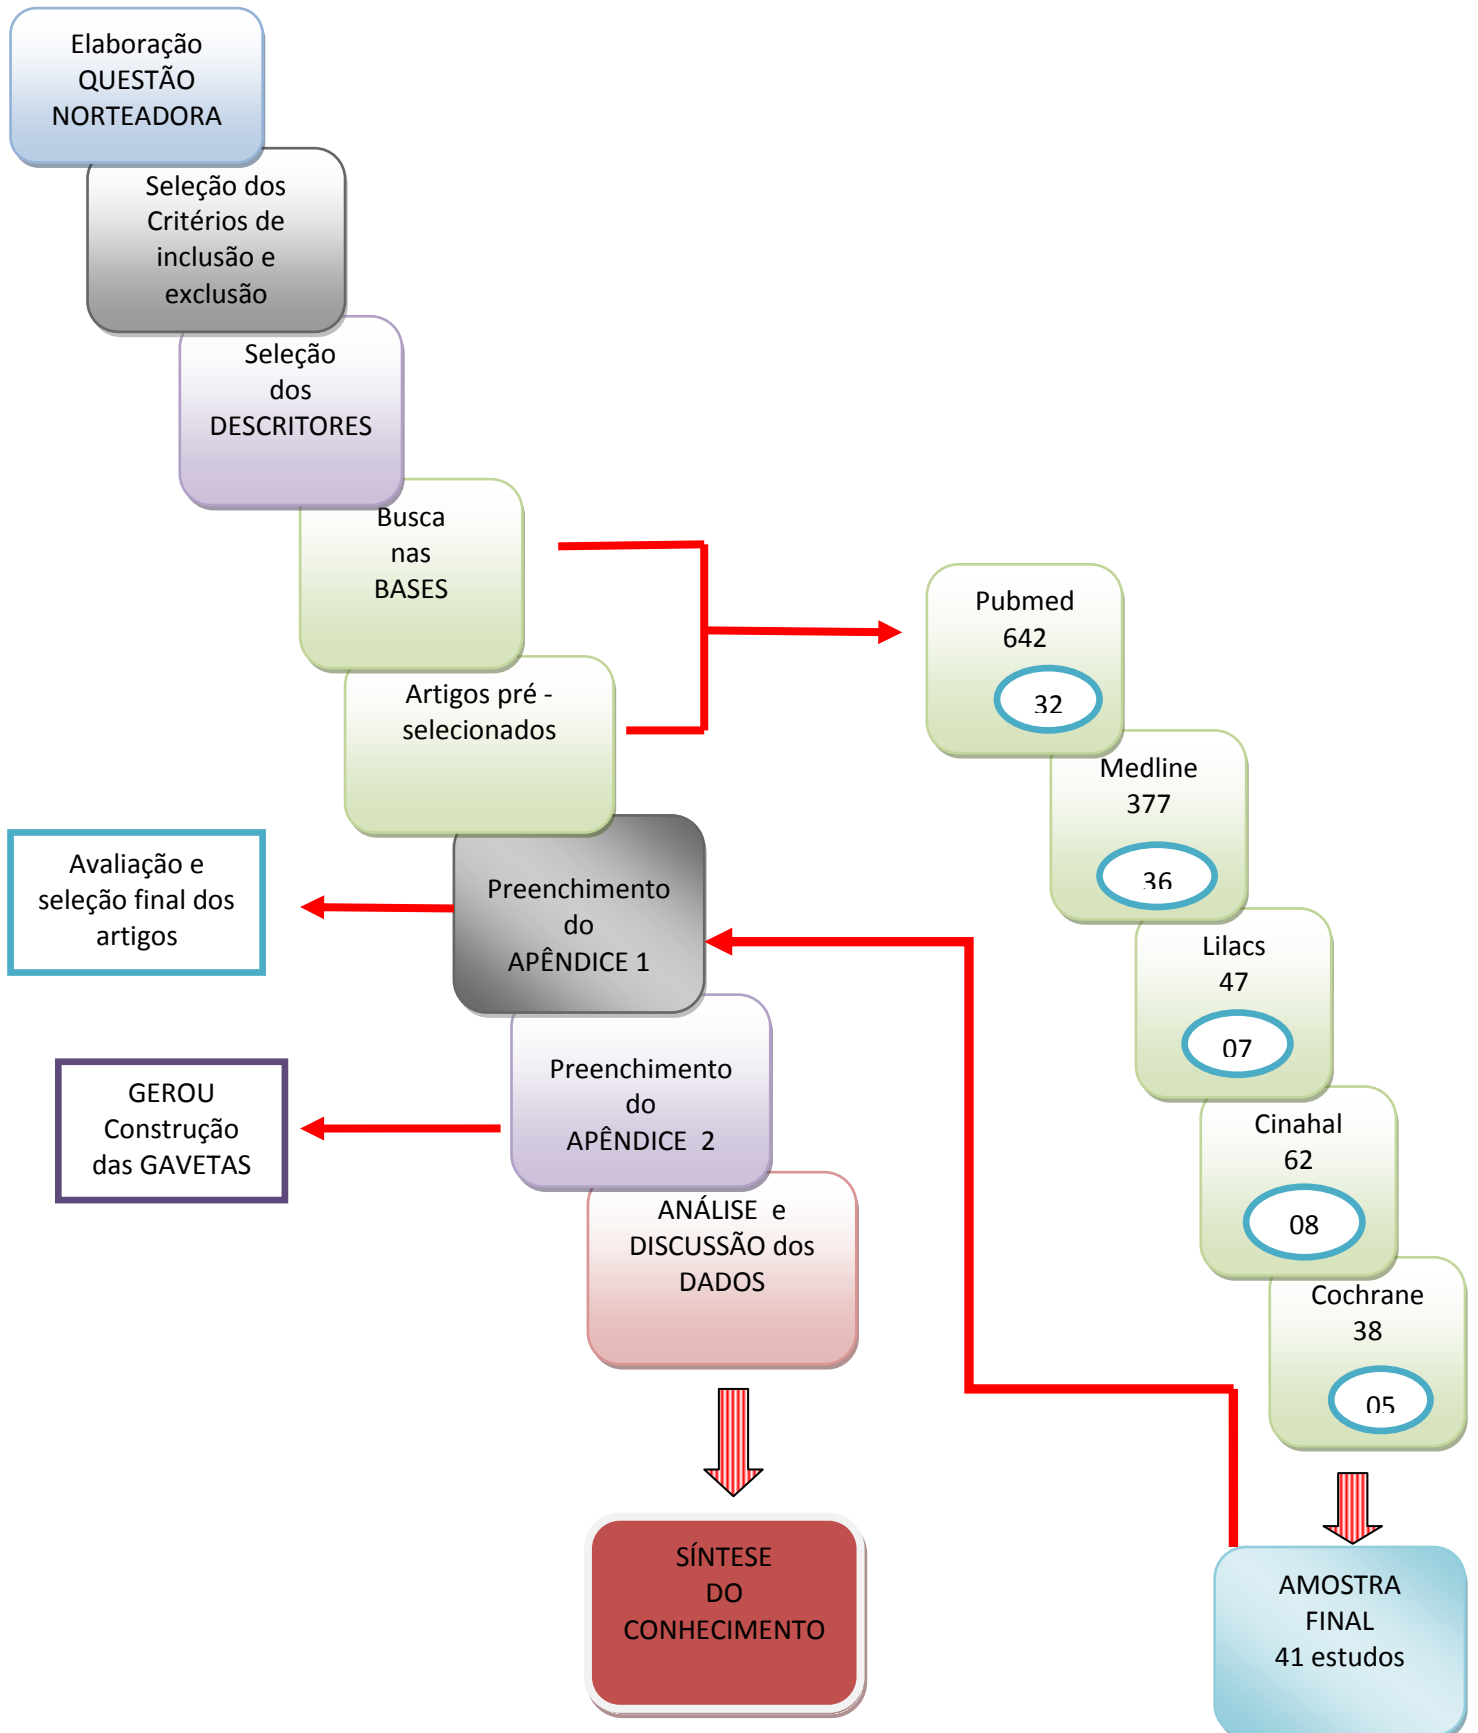 Elaboração
QUESTÃO
NORTEADORA
Seleção dos
Critérios de
inclusão e
exclusão
Seleção
dos
DESCRITORES
Busca
nas
BASES
Artigos pré -
selecionados
Pubmed
642
32
Medline
377
36
Lilacs
47
07
Cinahal
62
08
Cochrane
38
05
AMOSTRA
FINAL
41 estudos
Preenchimento
do
APÊNDICE 1
Avaliação e
seleção final dos
artigos
Preenchimento
do
APÊNDICE 2
GEROU
Construção
das GAVETAS
ANÁLISE e
DISCUSSÃO dos
DADOS
SÍNTESE
DO
CONHECIMENTO